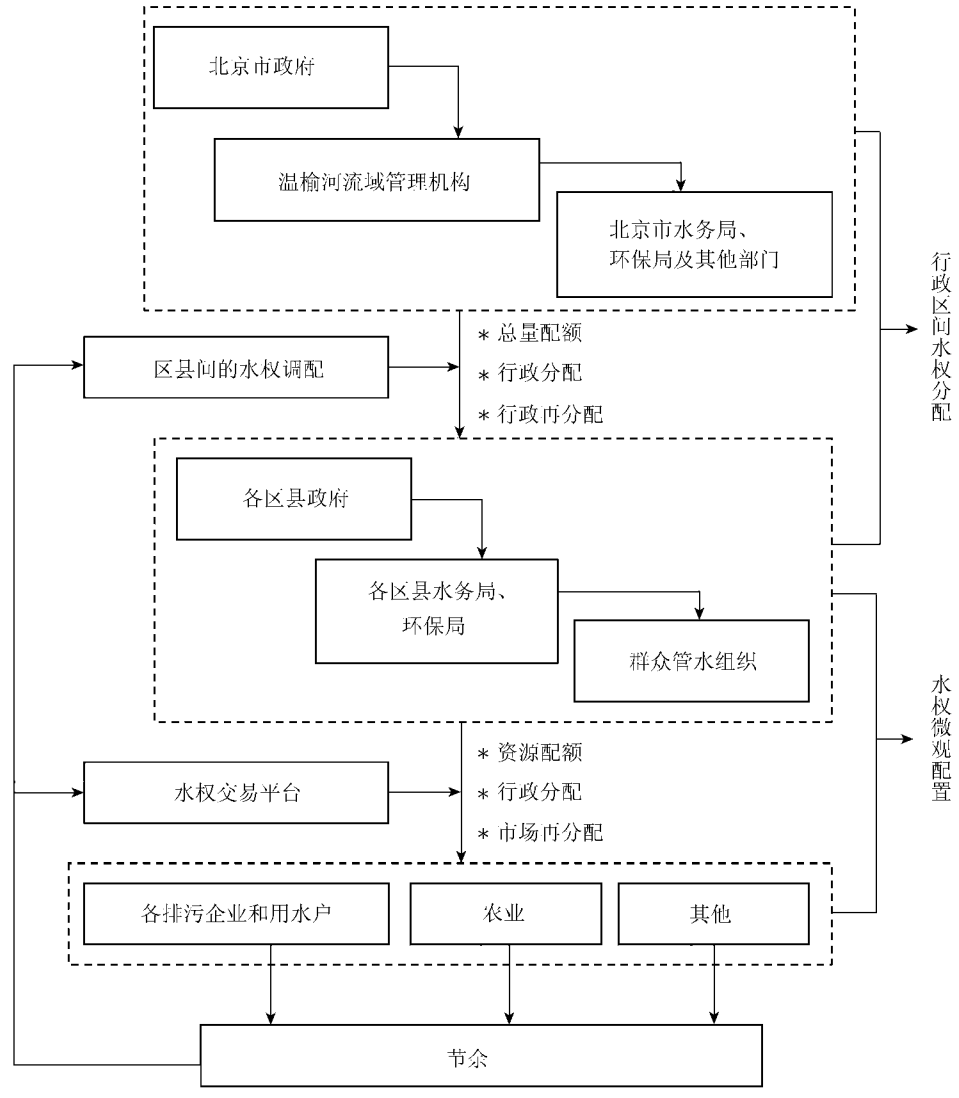 北京市政府
温榆河流域管理机构
北京市水务局、
环保局及其他部门
行政区间水权分配
* 总量配额
区县间的水权调配
* 行政分配
* 行政再分配
各区县政府
各区县水务局、
环保局
群众管水组织
水权微观配置
* 资源配额
水权交易平台
* 行政分配
* 市场再分配
各排污企业和用水户
农业
其他
节余